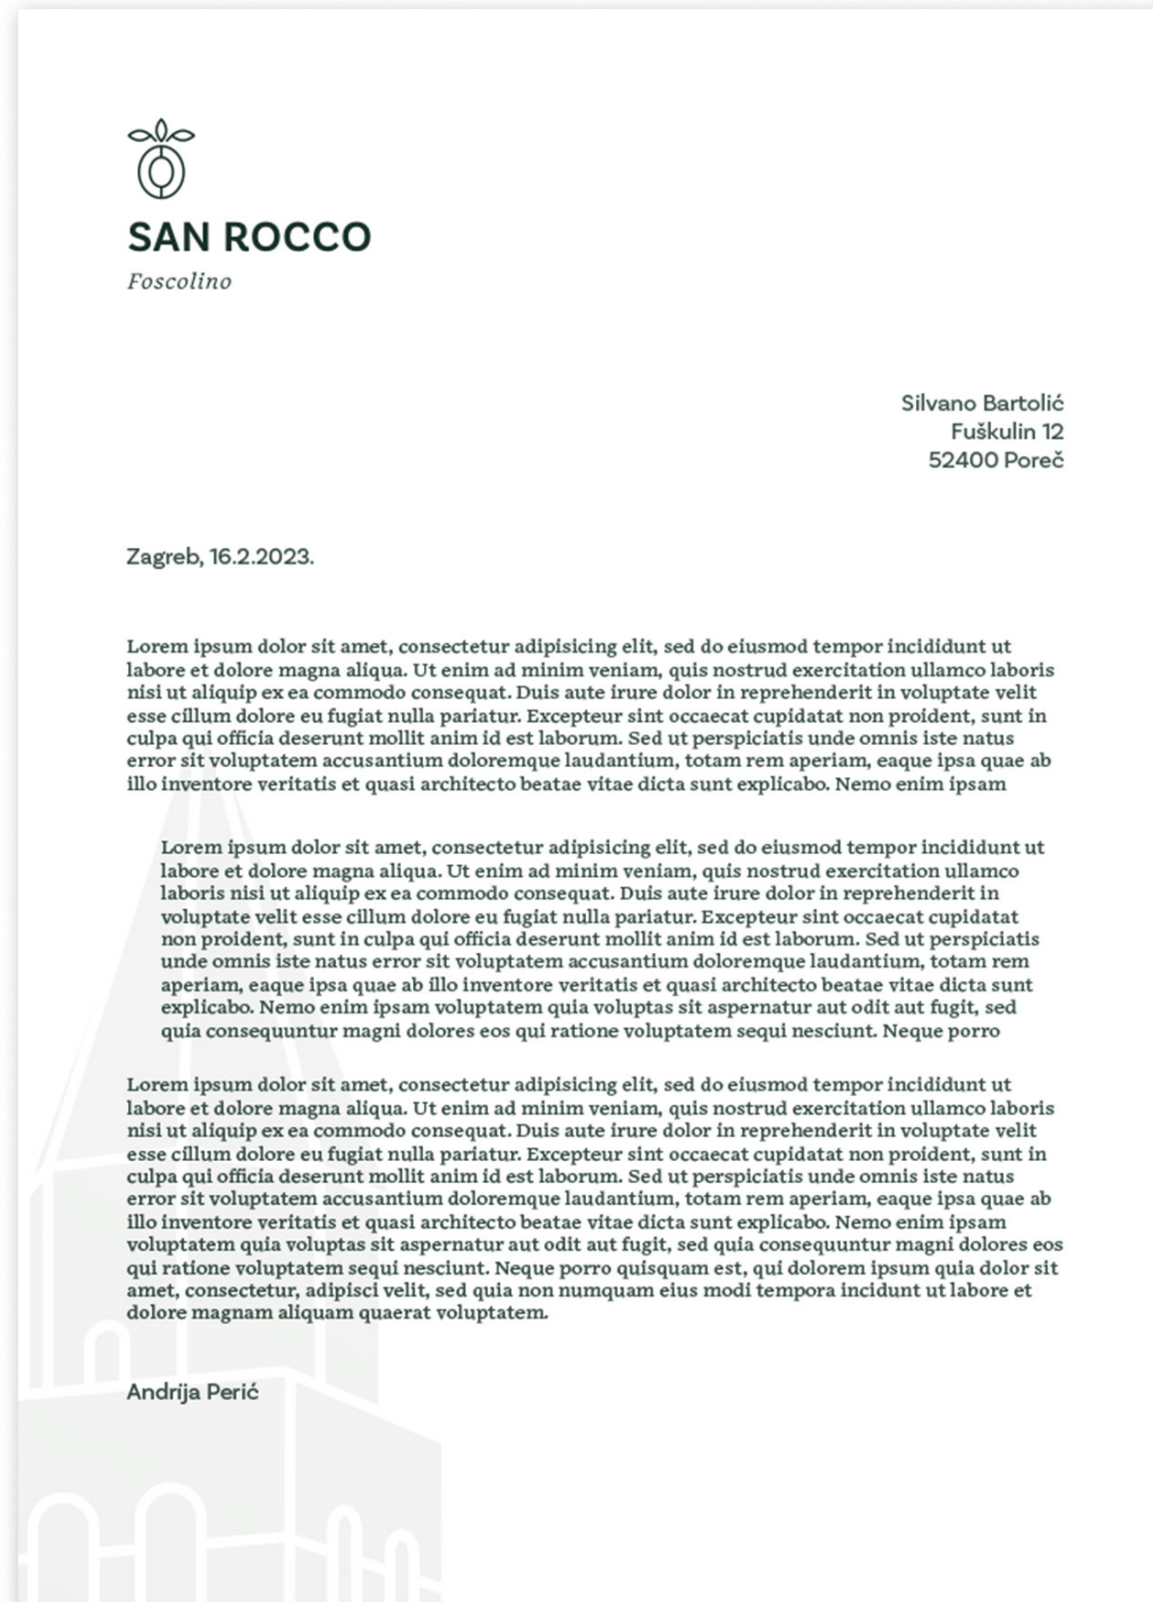 SAN ROCCO
Foscolino
Silvano Bartolić
Fuškulin 12
52400 Poreč
Zagreb, 16.2.2023.
Lorem ipsum dolor sit amet, consectetur adipisicing elit, sed do eiusmod tempor incididunt ut
labore et dolore magna aliqua. Ut enim ad minim veniam, quis nostrud exercitation ullamco laboris
nisi ut aliquip ex ea commodo consequat. Duis aute irure dolor in reprehenderit in voluptate velit
esse cillum dolore eu fugiat nulla pariatur. Excepteur sint occaecat cupidatat non proident, sunt in
culpa qui officia deserunt mollit anim id est laborum. Sed ut perspiciatis unde omnis iste natus
error sit voluptatem accusantium doloremque laudantium, totam rem aperiam, eaque ipsa quae ab
illo inventore veritatis et quasi architecto beatae vitae dicta sunt explicabo. Nemo enim ipsam
Lorem ipsum dolor sit amet, consectetur adipisicing elit, sed do eiusmod tempor incididunt ut
labore et dolore magna aliqua. Ut enim ad minim veniam, quis nostrud exercitation ullamco
laboris nisi ut aliquip ex ea commodo consequat. Duis aute irure dolor in reprehenderit in
voluptate velit esse cillum dolore eu fugiat nulla pariatur. Excepteur sint occaecat cupidatat
non proident, sunt in culpa qui officia deserunt mollit anim id est laborum. Sed ut perspiciatis
unde omnis iste natus error sit voluptatem accusantium doloremque laudantium, totam rem
aperiam, eaque ipsa quae ab illo inventore veritatis et quasi architecto beatae vitae dicta sunt
explicabo. Nemo enim ipsam voluptatem quia voluptas sit aspernatur aut odit aut fugit, sed
quia consequuntur magni dolores eos qui ratione voluptatem sequi nesciunt. Neque porro
Lorem ipsum dolor sit amet, consectetur adipisicing elit, sed do eiusmod tempor incididunt ut
labore et dolore magna aliqua. Ut enim ad minim veniam, quis nostrud exercitation ullamco laboris
nisi ut aliquip ex ea commodo consequat. Duis aute irure dolor in reprehenderit in voluptate velit
esse cillum dolore eu fugiat nulla pariatur. Excepteur sint occaecat cupidatat non proident, sunt in
culpa qui officia deserunt mollit anim id est laborum. Sed ut perspiciatis unde omnis iste natus
error sit voluptatem accusantium doloremque laudantium, totam rem aperiam, eaque ipsa quae ab
illo inventore veritatis et quasi architecto beatae vitae dicta sunt explicabo. Nemo enim ipsam
voluptatem quia voluptas sit aspernatur aut odit aut fugit, sed quia consequuntur magni dolores eos
qui ratione voluptatem sequi nesciunt. Neque porro quisquam est, qui dolorem ipsum quia dolor sit
amet, consectetur, adipisci velit, sed quia non numquam eius modi tempora incidunt ut labore et
dolore magnam aliquam quaerat voluptatem.
Andrija Perić